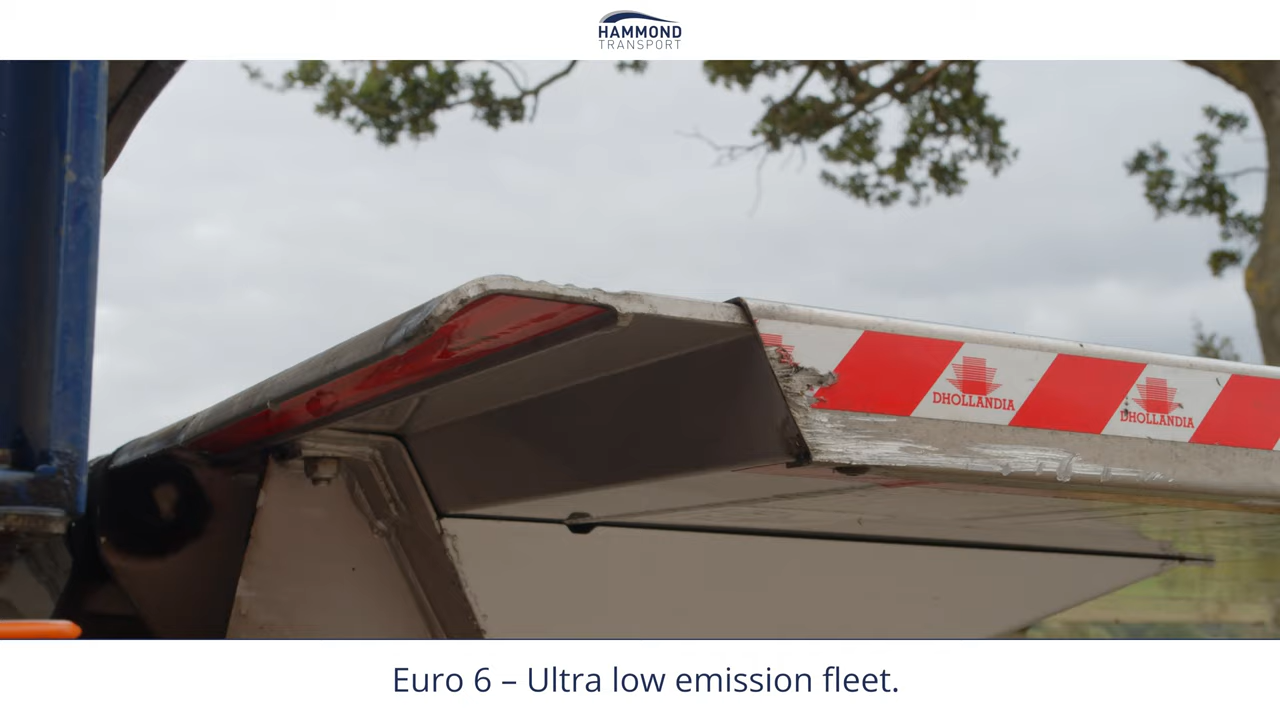 HAMMOND
TRANSPORT
DHOLLANDIA
DHOLLANDIA
Euro 6 – Ultra low emission fleet.